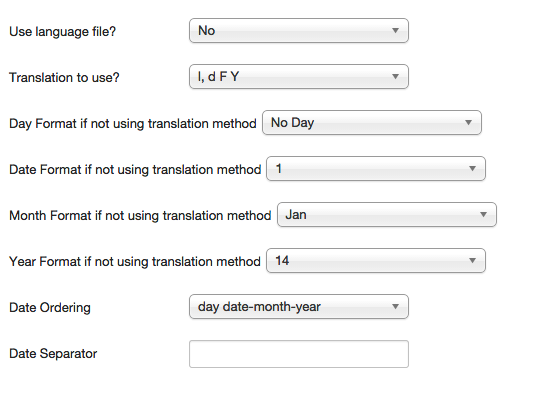 Use language file? No
Translation to use? l, d F Y
Day Format if not using translation method No Day
Date Format if not using translation method 1
Month Format if not using translation method Jan
Year Format if not using translation method 14
Date Ordering day date-month-year
Date Separator